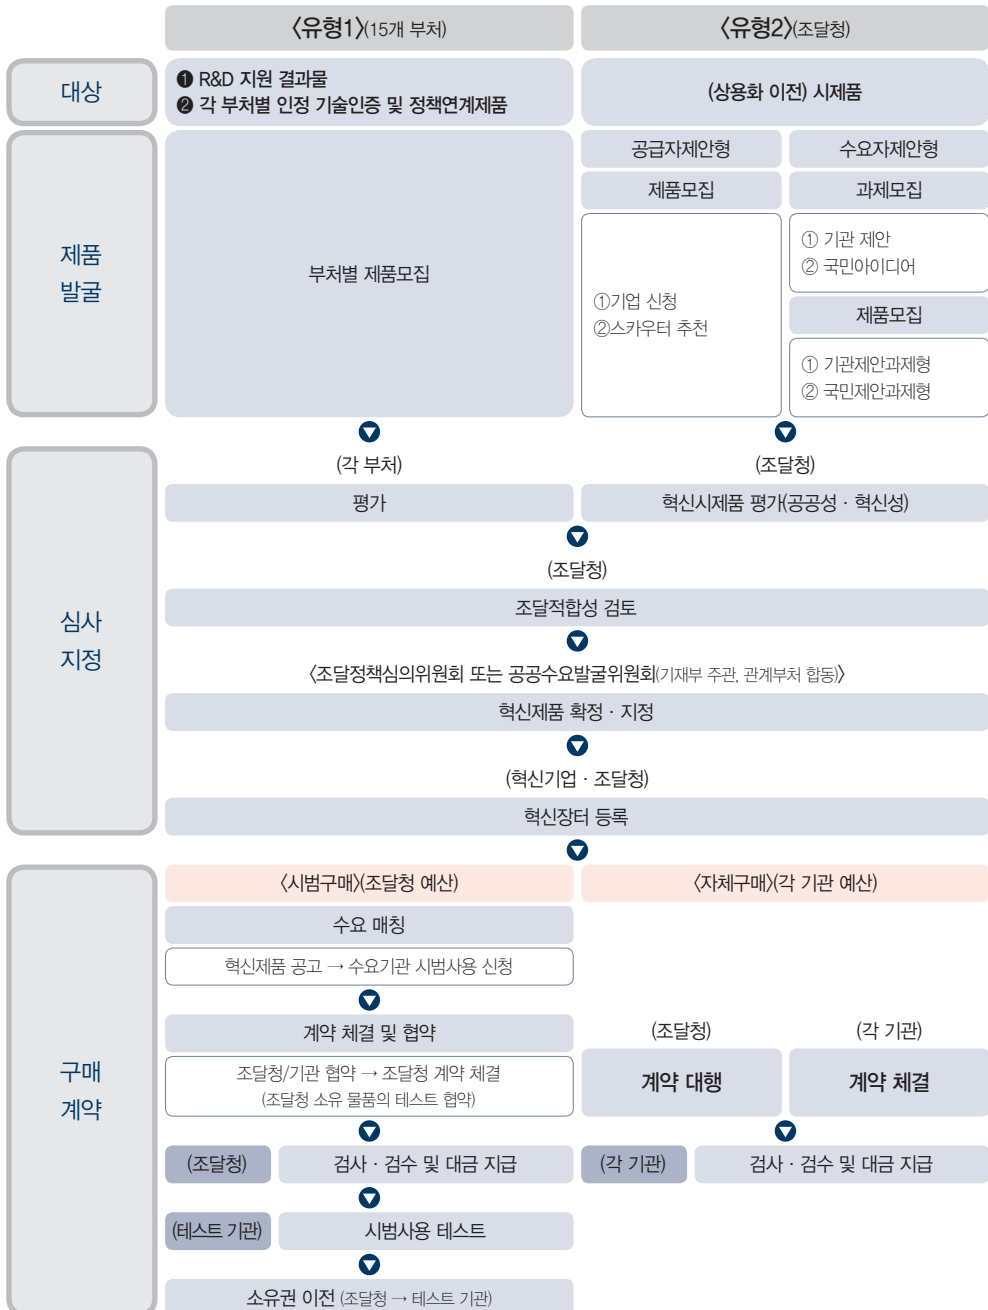 〈유형1〉(15개 부처)
〈유형2〉(조달청)
대상
❶ R&D 지원 결과물
❷ 각 부처별 인정 기술인증 및 정책연계제품
(상용화 이전) 시제품
제품
발굴
부처별 제품모집
공급자제안형
수요자제안형
제품모집
과제모집
①기업 신청
②스카우터 추천
① 기관 제안
② 국민아이디어
제품모집
① 기관제안과제형
② 국민제안과제형
심사
지정
(각 부처)
(조달청)
평가
혁신시제품 평가(공공성 · 혁신성)
(조달청)
조달적합성 검토
〈조달정책심의위원회 또는 공공수요발굴위원회(기재부 주관, 관계부처 합동)〉
혁신제품 확정 · 지정
(혁신기업 · 조달청)
혁신장터 등록
구매
계약
〈시범구매〉(조달청 예산)
〈자체구매〉(각 기관 예산)
수요 매칭
혁신제품 공고 → 수요기관 시범사용 신청
계약 체결 및 협약
조달청/기관 협약 → 조달청 계약 체결
(조달청 소유 물품의 테스트 협약)
(조달청)
(각 기관)
계약 대행
계약 체결
(조달청)
검사 · 검수 및 대금 지급
(각 기관)
검사 · 검수 및 대금 지급
(테스트 기관)
시범사용 테스트
소유권 이전 (조달청 → 테스트 기관)